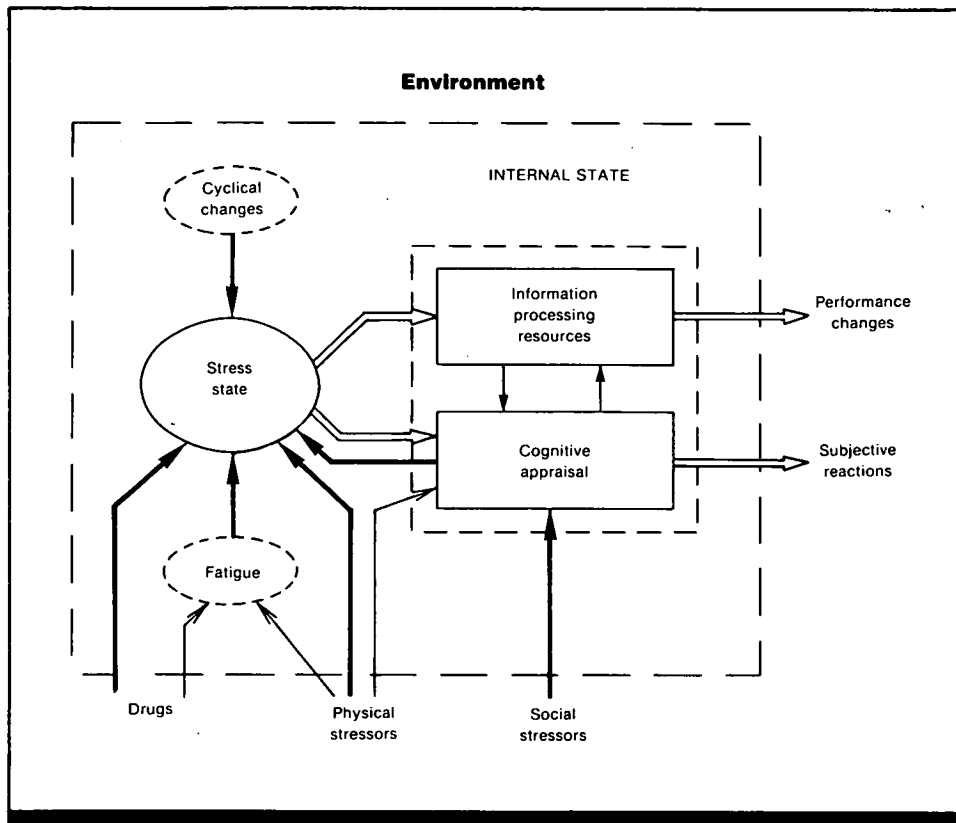 Environment
INTERNAL STATE
Cyclical
changes
Information
processing
resources
Performance
changes
Stress
state
Cognitive
appraisal
Subjective
reactions
Fatigue
Drugs
Physical
stressors
Social
stressors